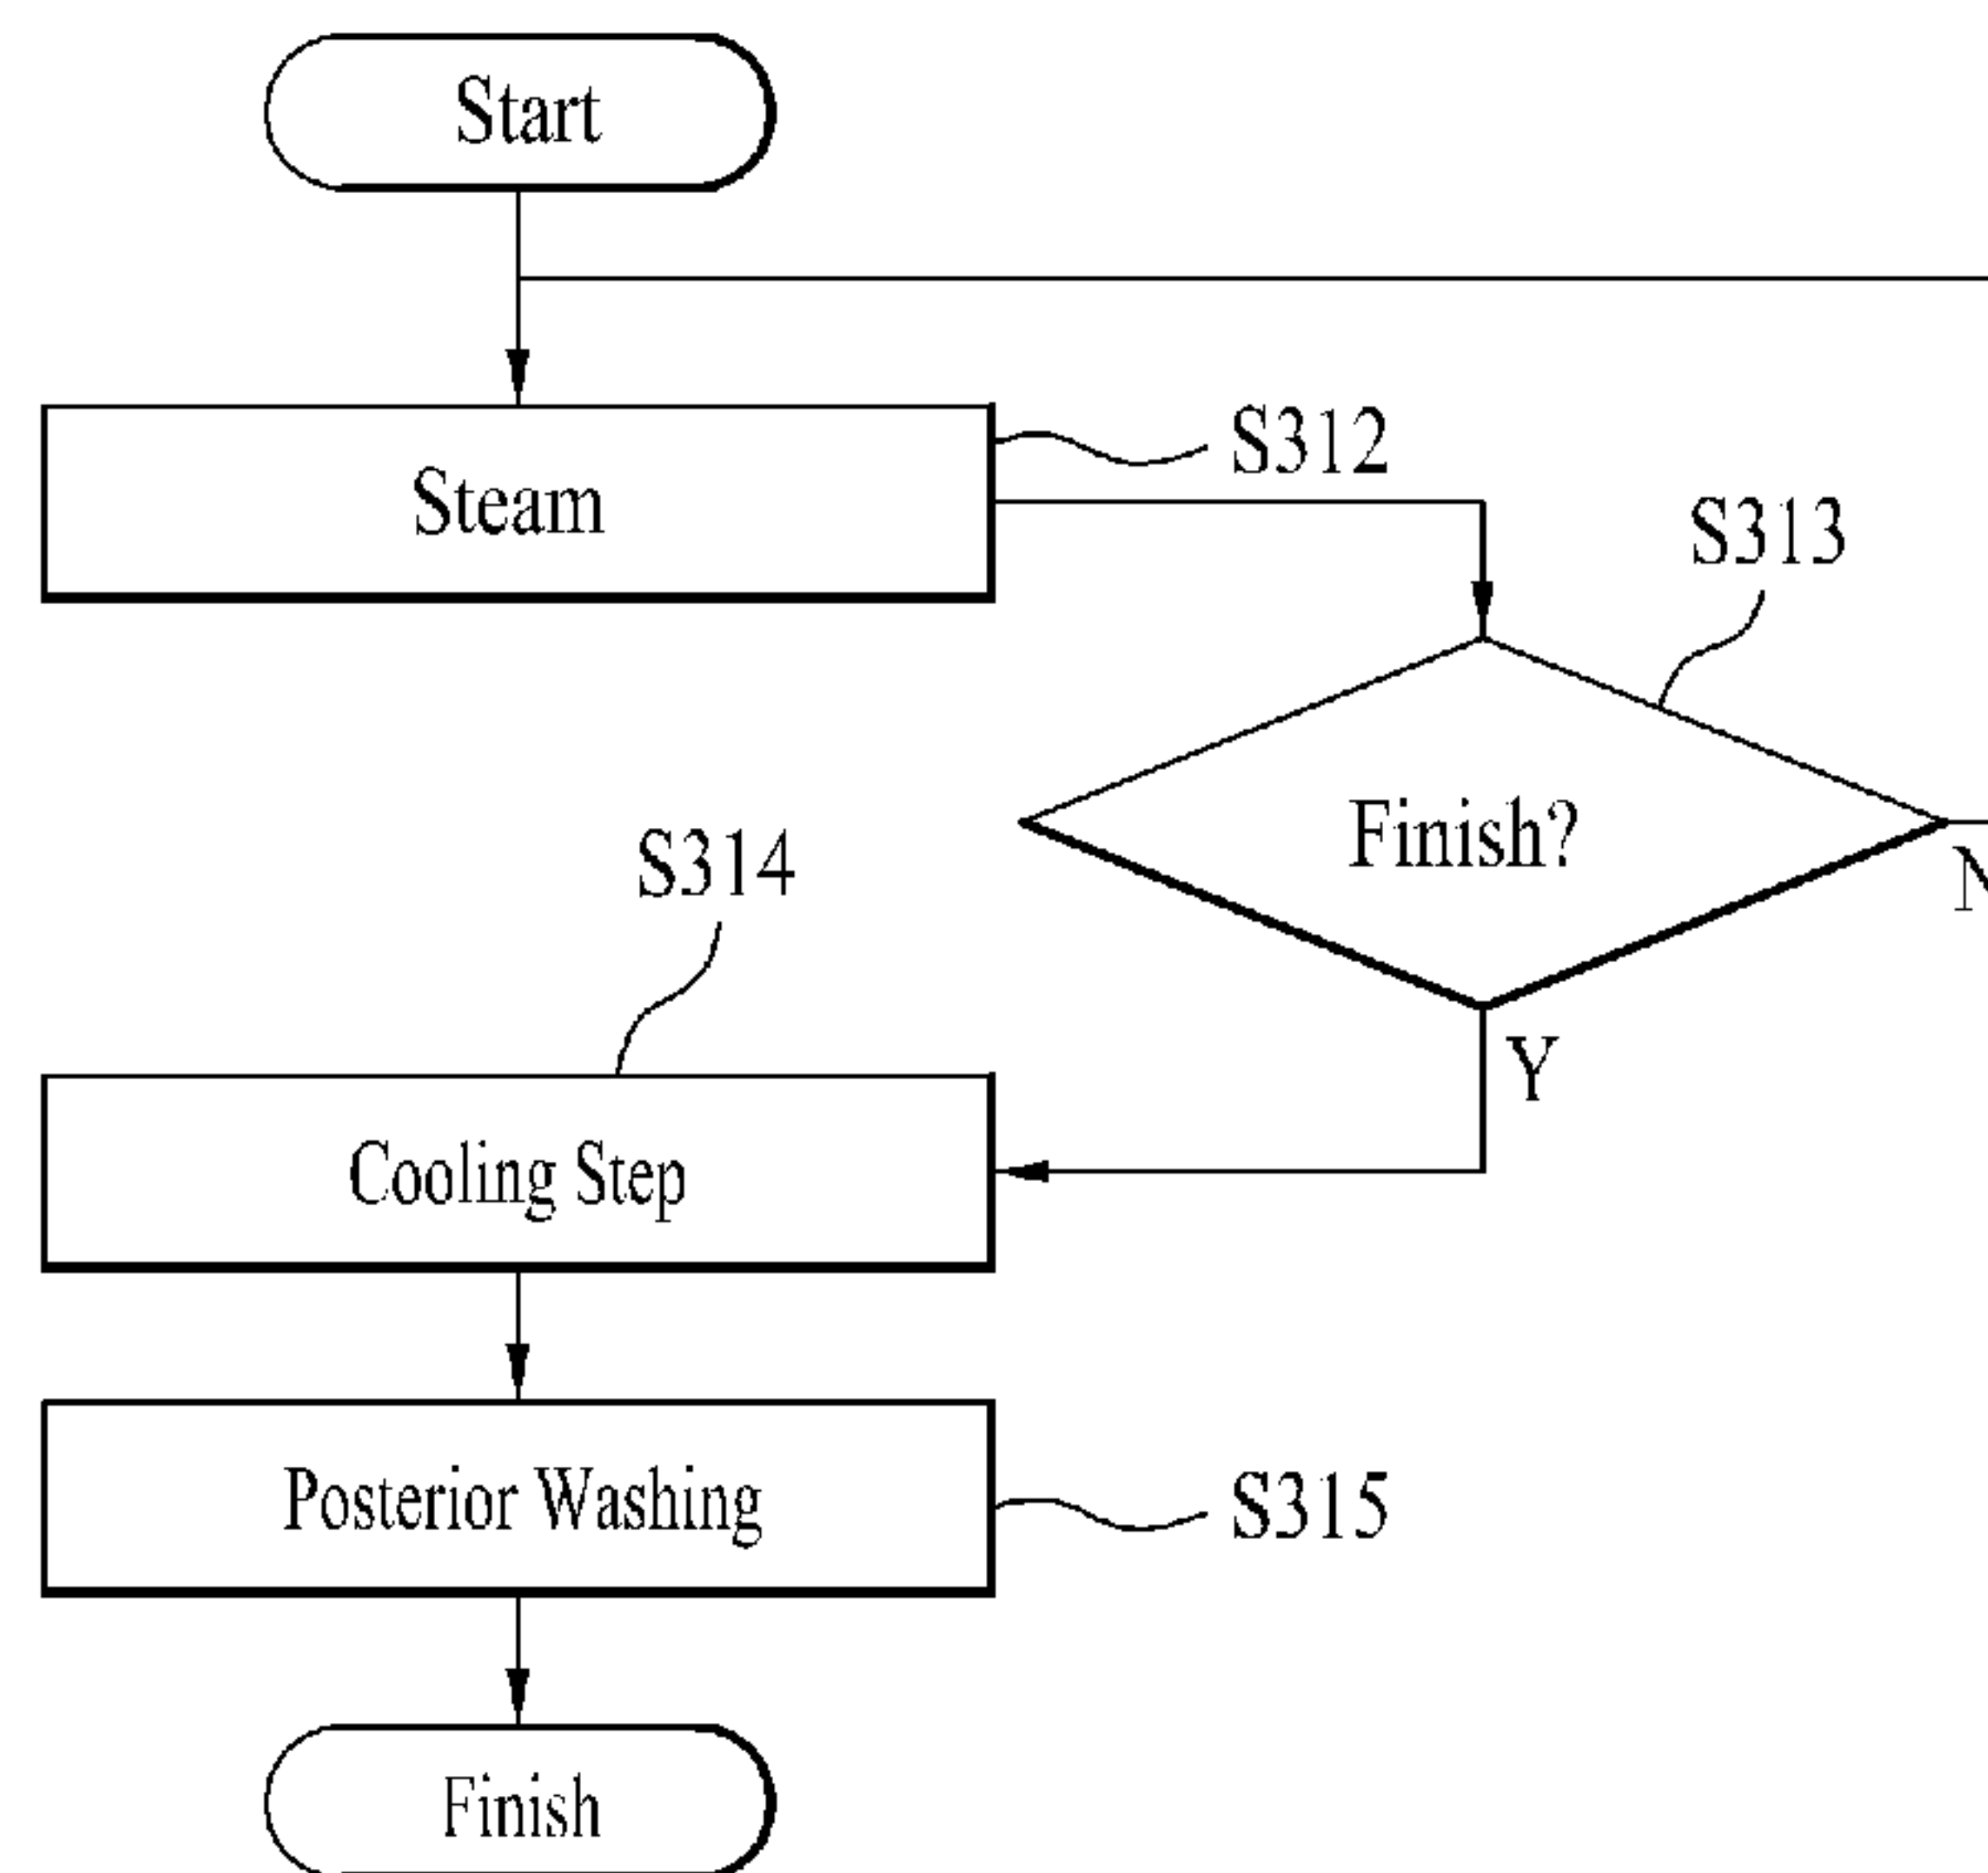 Start
S312
Steam
S313
Finish?
N
S314
Y
Cooling Step
Posterior Washing
S315
Finish